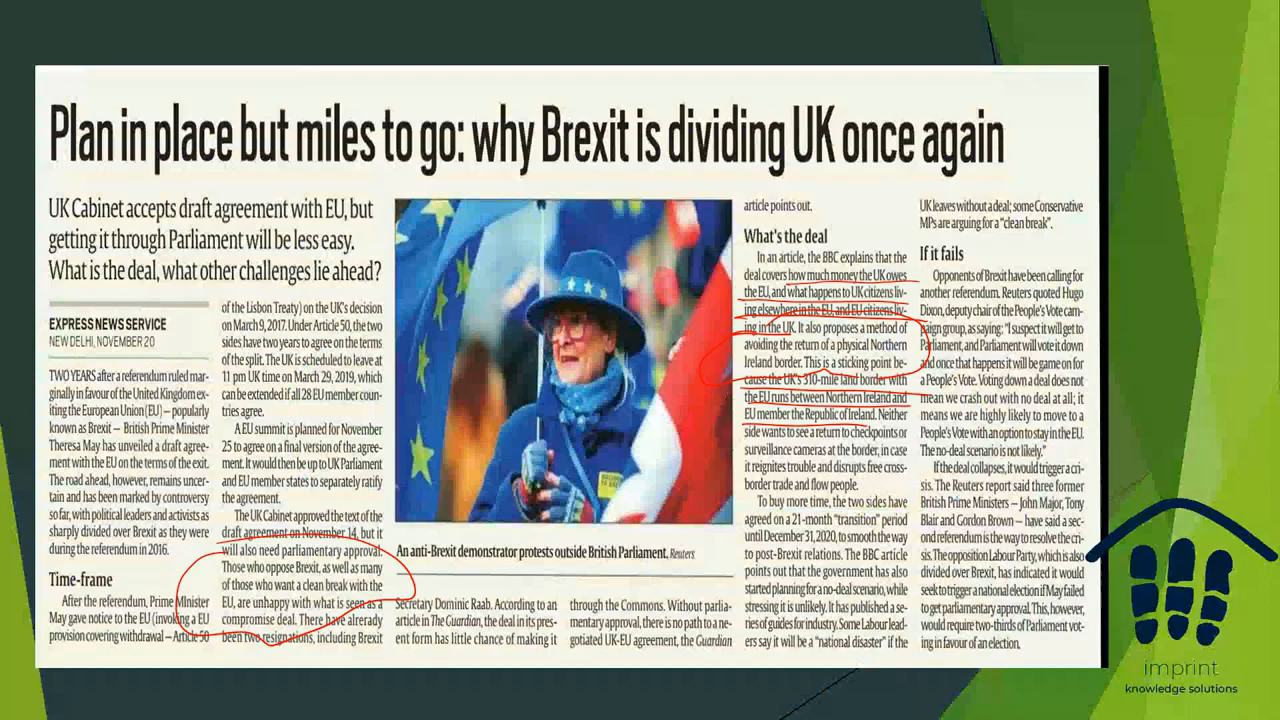 Plan in place but miles to go: why Brexit is dividing UK once again
UK Cabinet accepts draft agreement with EU, but
getting it through Parliament will be less easy.
What is the deal, what other challenges lie ahead?
EXPRESS NEWS SERVICE
NEW DELHI, NOVEMBER 20
TWO YEARS after a referendum ruled mar-
ginally in favour of the United Kingdom ex-
iting the European Union (EU) — popularly
known as Brexit — British Prime Minister
Theresa May has unveiled a draft agree-
ment with the EU on the terms of the exit.
The road ahead, however, remains uncer-
tain and has been marked by controversy
so far, with political leaders and activists as
sharply divided over Brexit as they were
during the referendum in 2016.
Time-frame
After the referendum, Prime Minister
May gave notice to the EU (invoking a EU
provision covering withdrawal — Article 50
of the Lisbon Treaty) on the UK's decision
on March 9, 2017. Under Article 50, the two
sides have two years to agree on the terms
of the split. The UK is scheduled to leave at
11 pm UK time on March 29, 2019, which
can be extended if all 28 EU member coun-
tries agree.
A EU summit is planned for November
25 to agree on a final version of the agree-
ment. It would then be up to UK Parliament
and EU member states to separately ratify
the agreement.
The UK Cabinet approved the text of the
draft agreement on November 14, but it
will also need parliamentary approval.
Those who oppose Brexit, as well as many
of those who want a clean break with the
EU, are unhappy with what is seen as a
compromise deal. There have already
been two resignations, including Brexit
An anti-Brexit demonstrator protests outside British Parliament. Reuters
Secretary Dominic Raab. According to an
article in The Guardian, the deal in its pres-
ent form has little chance of making it
through the Commons. Without parlia-
mentary approval, there is no path to a ne-
gotiated UK-EU agreement, the Guardian
article points out.
What's the deal
In an article, the BBC explains that the
deal covers how much money the UK owes
the EU, and what happens to UK citizens liv-
ing elsewhere in the EU, and EU citizens liv-
ing in the UK. It also proposes a method of
avoiding the return of a physical Northern
Ireland border. This is a sticking point be-
cause the UK's 310-mile land border with
the EU runs between Northern Ireland and
EU member the Republic of Ireland. Neither
side wants to see a return to checkpoints or
surveillance cameras at the border, in case
it reignites trouble and disrupts free cross-
border trade and flow people.
To buy more time, the two sides have
agreed on a 21-month “transition” period
until December 31, 2020, to smooth the way
to post-Brexit relations. The BBC article
points out that the government has also
started planning for a no-deal scenario, while
stressing it is unlikely. It has published a se-
ries of guides for industry. Some Labour lead-
ers say it will be a “national disaster” if the
UK leaves without a deal; some Conservative
MPs are arguing for a “clean break”.
If it fails
Opponents of Brexit have been calling for
another referendum. Reuters quoted Hugo
Dixon, deputy chair of the People's Vote cam-
paign group, as saying: “I suspect it will get to
Parliament, and Parliament will vote it down
and once that happens it will be game on for
a People's Vote. Voting down a deal does not
mean we crash out with no deal at all; it
means we are highly likely to move to a
People's Vote with an option to stay in the EU.
The no-deal scenario is not likely.”
If the deal collapses, it would trigger a cri-
sis. The Reuters report said three former
British Prime Ministers — John Major, Tony
Blair and Gordon Brown — have said a sec-
ond referendum is the way to resolve the cri-
sis. The opposition Labour Party, which is also
divided over Brexit, has indicated it would
seek to trigger a national election if May failed
to get parliamentary approval. This, however,
would require two-thirds of Parliament vot-
ing in favour of an election.
imprint
knowledge solutions